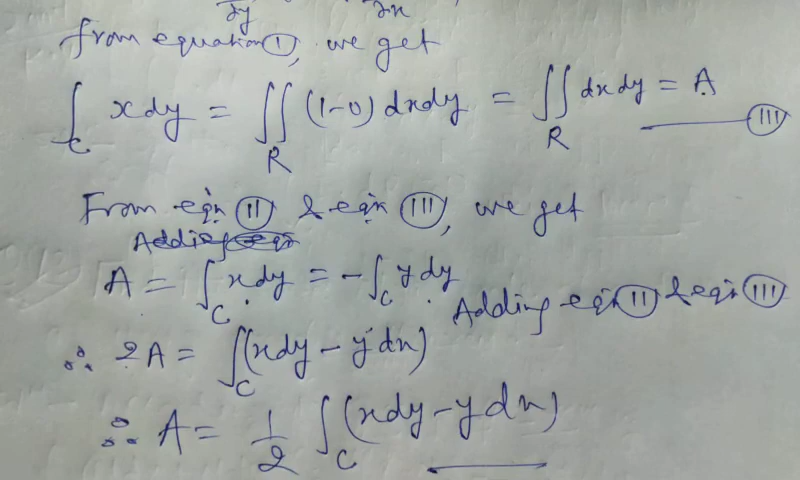 ∂y ∂x
from equation (I), we get
∫_C x dy = ∬_R (1-0) dx dy = ∬_R dx dy = A (III)
From eqn (II) & eqn (III), we get
Adding eqn
A = ∫_C x dy = -∫_C y dy
Adding eqn (II) & eqn (III)
∴ 2A = ∫_C (x dy - y dx)
∴ A = 1/2 ∫_C (x dy - y dx)